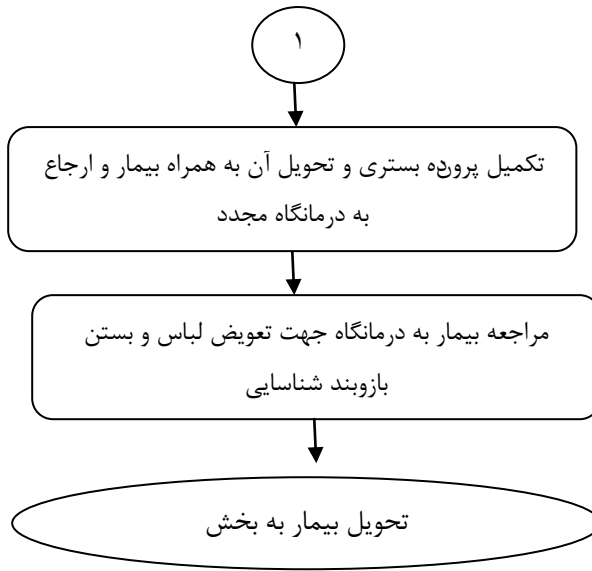 ۱
تکمیل پرورده بستری و تحویل آن به همراه بیمار و ارجاع
به درمانگاه مجدد
مراجعه بیمار به درمانگاه جهت تعویض لباس و بستن
بازوبند شناسایی
تحویل بیمار به بخش